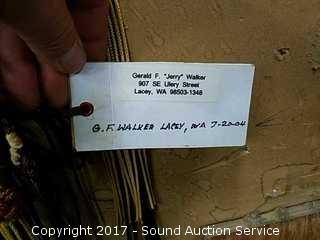 Gerald F. "Jerry" Walker
907 SE Ulery Street
Lacey, WA 98503-1348
G.F. WALKER LACEY, WA 7-20-04
Copyright 2017 - Sound Auction Service